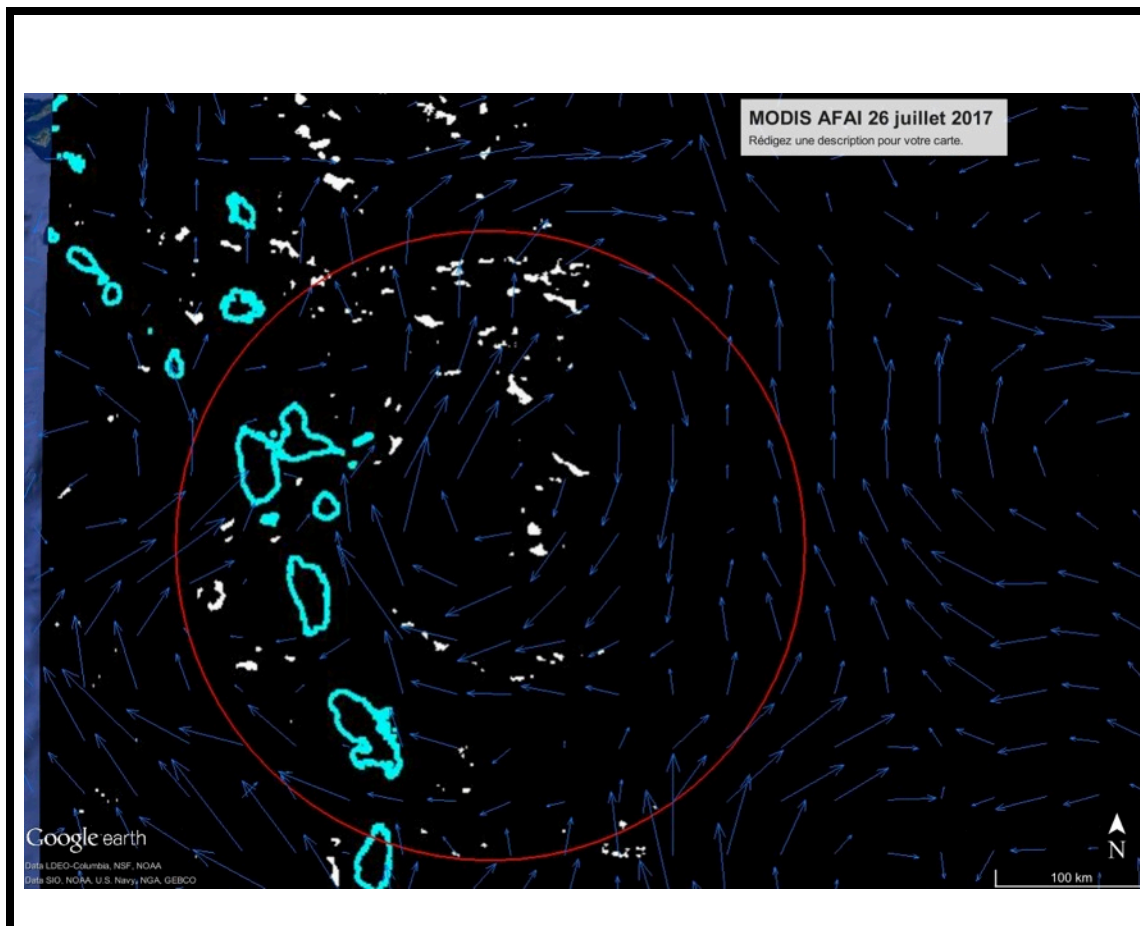 MODIS AFAI 26 juillet 2017
Rédigez une description pour votre carte.
Google earth
Data LDEO-Columbia, NSF, NOAA
Data SIO, NOAA, U.S. Navy, NGA, GEBCO
N
100 km